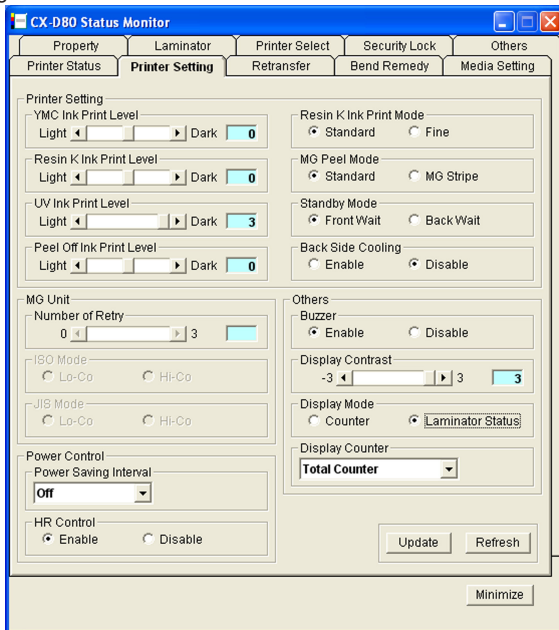 CX-D80 Status Monitor
Property Laminator Printer Select Security Lock Others
Printer Status Printer Setting Retransfer Bend Remedy Media Setting
Printer Setting
YMC Ink Print Level
Light Dark 0
Resin K Ink Print Level
Light Dark 0
UV Ink Print Level
Light Dark 3
Peel Off Ink Print Level
Light Dark 0
Resin K Ink Print Mode
Standard Fine
MG Peel Mode
Standard MG Stripe
Standby Mode
Front Wait Back Wait
Back Side Cooling
Enable Disable
MG Unit
Number of Retry
0 3
ISO Mode
Lo-Co Hi-Co
JIS Mode
Lo-Co Hi-Co
Others
Buzzer
Enable Disable
Display Contrast
-3 3 3
Display Mode
Counter Laminator Status
Display Counter
Total Counter
Power Control
Power Saving Interval
Off
HR Control
Enable Disable
Update Refresh
Minimize